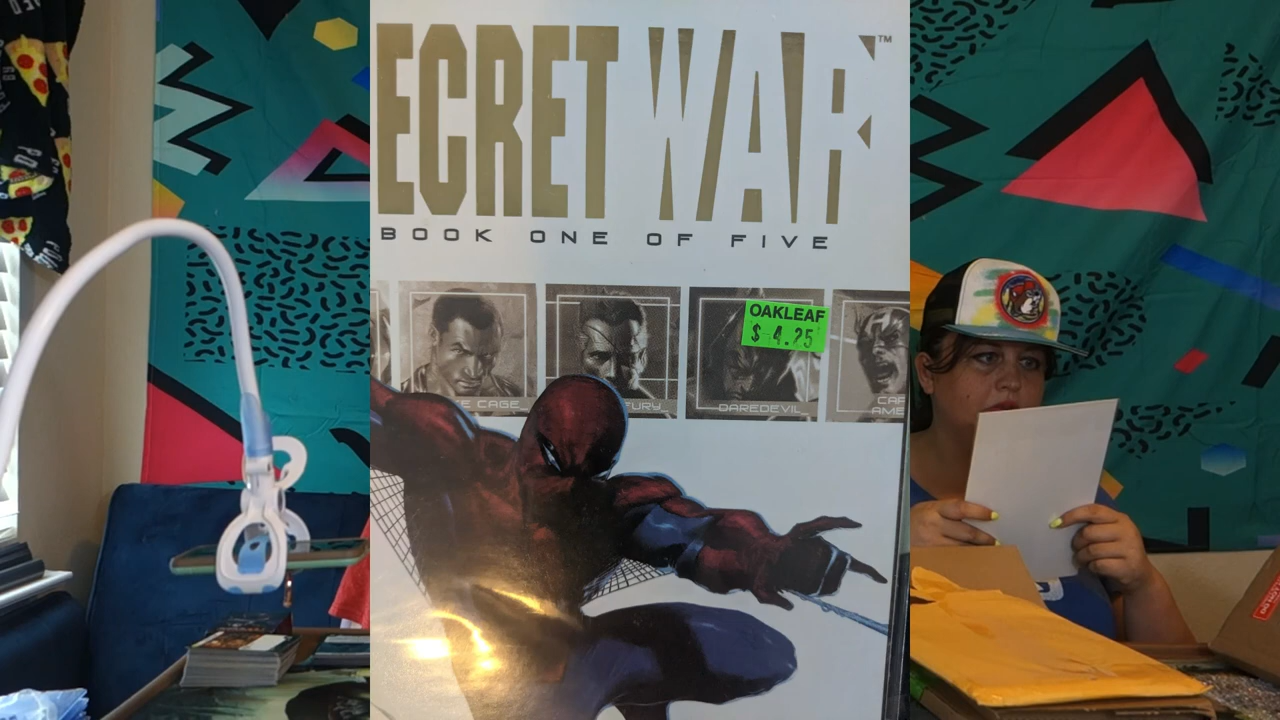 ECRET WAR™
BOOK ONE OF FIVE
OAKLEAF
$ 4.25
E CAGE
FURY
DAREDEVIL
CAP
AME